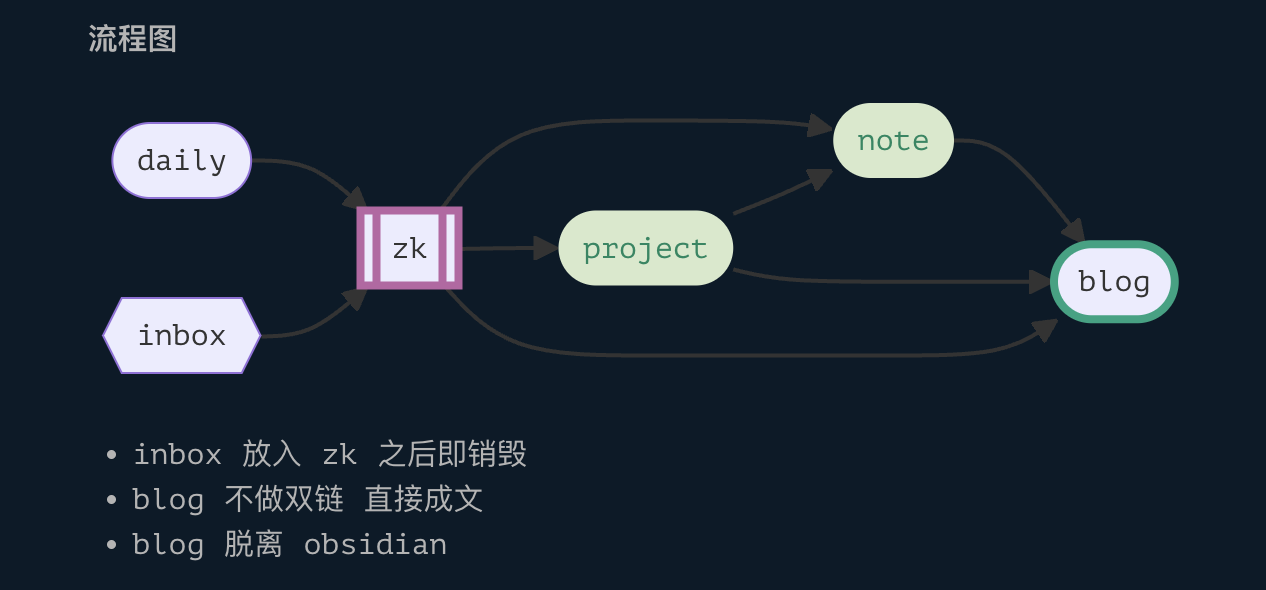 流程图
daily
inbox
zk
project
note
blog
• inbox 放入 zk 之后即销毁
• blog 不做双链 直接成文
• blog 脱离 obsidian